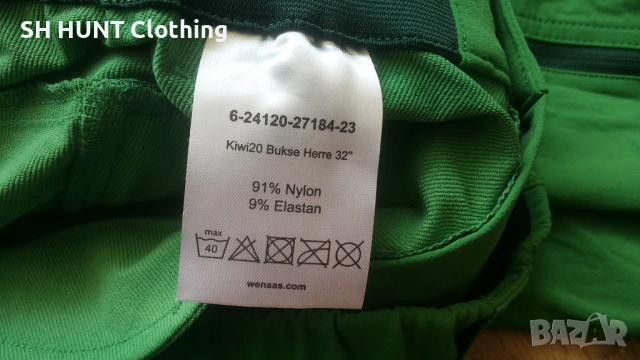 SH HUNT Clothing
6-24120-27184-23
Kiwi20 Bukse Herre 32"
91% Nylon
9% Elastan
max
40
wenaas.com
BAZAR